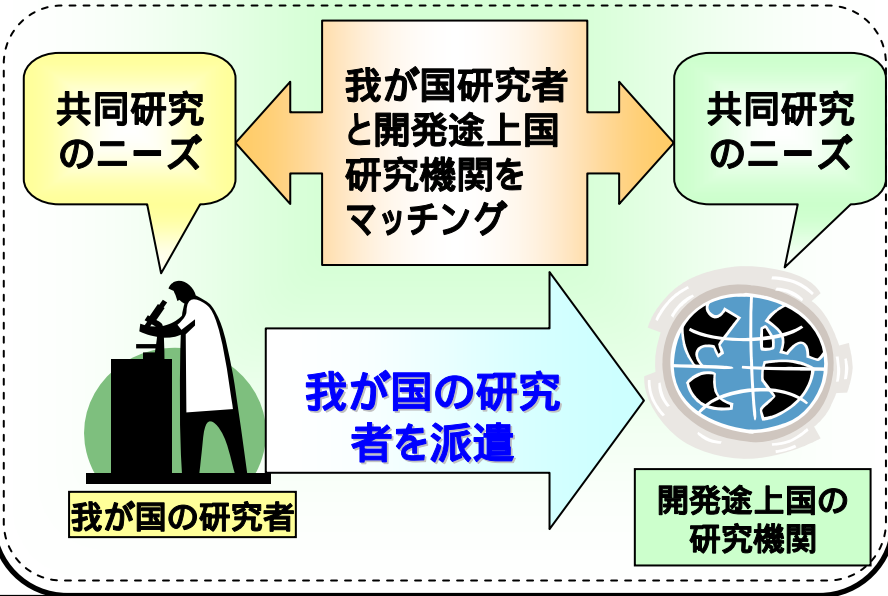 共同研究
のニーズ
我が国研究者
と開発途上国
研究機関を
マッチング
共同研究
のニーズ
我が国の研究
者を派遣
我が国の研究者
開発途上国の
研究機関